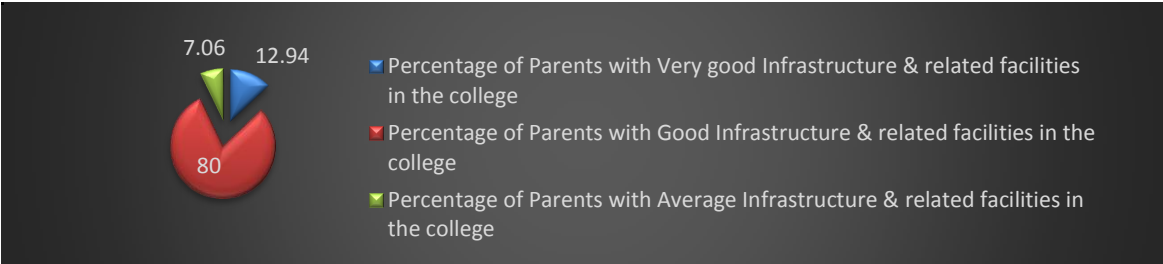 7.06
12.94
80
Percentage of Parents with Very good Infrastructure & related facilities
in the college
Percentage of Parents with Good Infrastructure & related facilities in the
college
Percentage of Parents with Average Infrastructure & related facilities in
the college